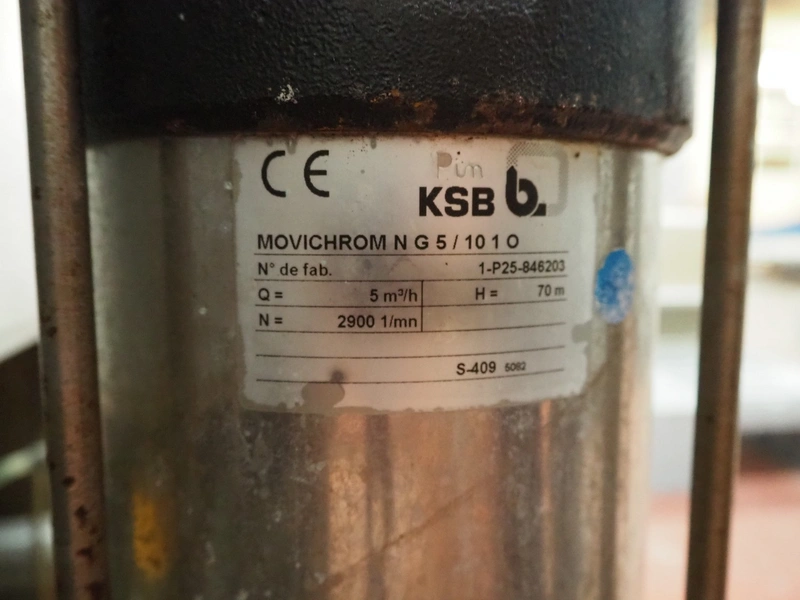 CE
KSB b.
MOVICHROM N G 5 / 10 1 O
N° de fab. 1-P25-846203
Q = 5 m³/h H = 70 m
N = 2900 1/mn
S-409 5082